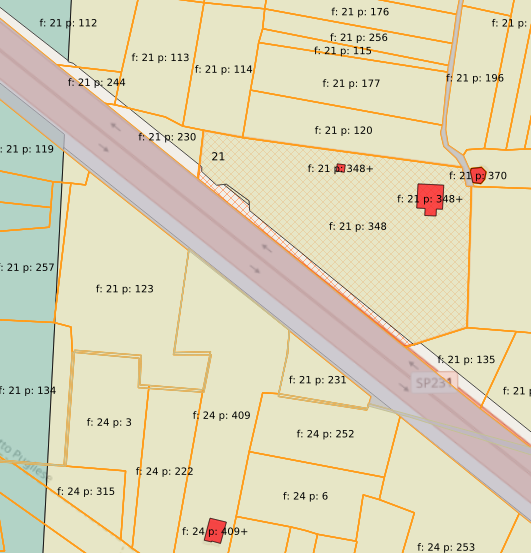 f: 21 p: 112
f: 21 p: 176
f: 21 p:
f: 21 p: 256
f: 21 p: 115
f: 21 p: 113
f: 21 p: 114
f: 21 p: 177
f: 21 p: 196
f: 21 p: 244
f: 21 p: 120
f: 21 p: 230
p: 119
21
f: 21 p: 348+
f: 21 p: 370
f: 21 p: 348+
f: 21 p: 348
f: 21 p: 257
f: 21 p: 123
f: 21 p: 135
f: 21 p: 231
SP231
f: 21 p: 134
f: 21 p
f: 24 p: 3
f: 24 p: 409
f: 24 p: 252
tto Pugliese
f: 24 p: 222
f: 24 p: 315
f: 24 p: 6
f: 24 p: 409+
f: 24 p: 253